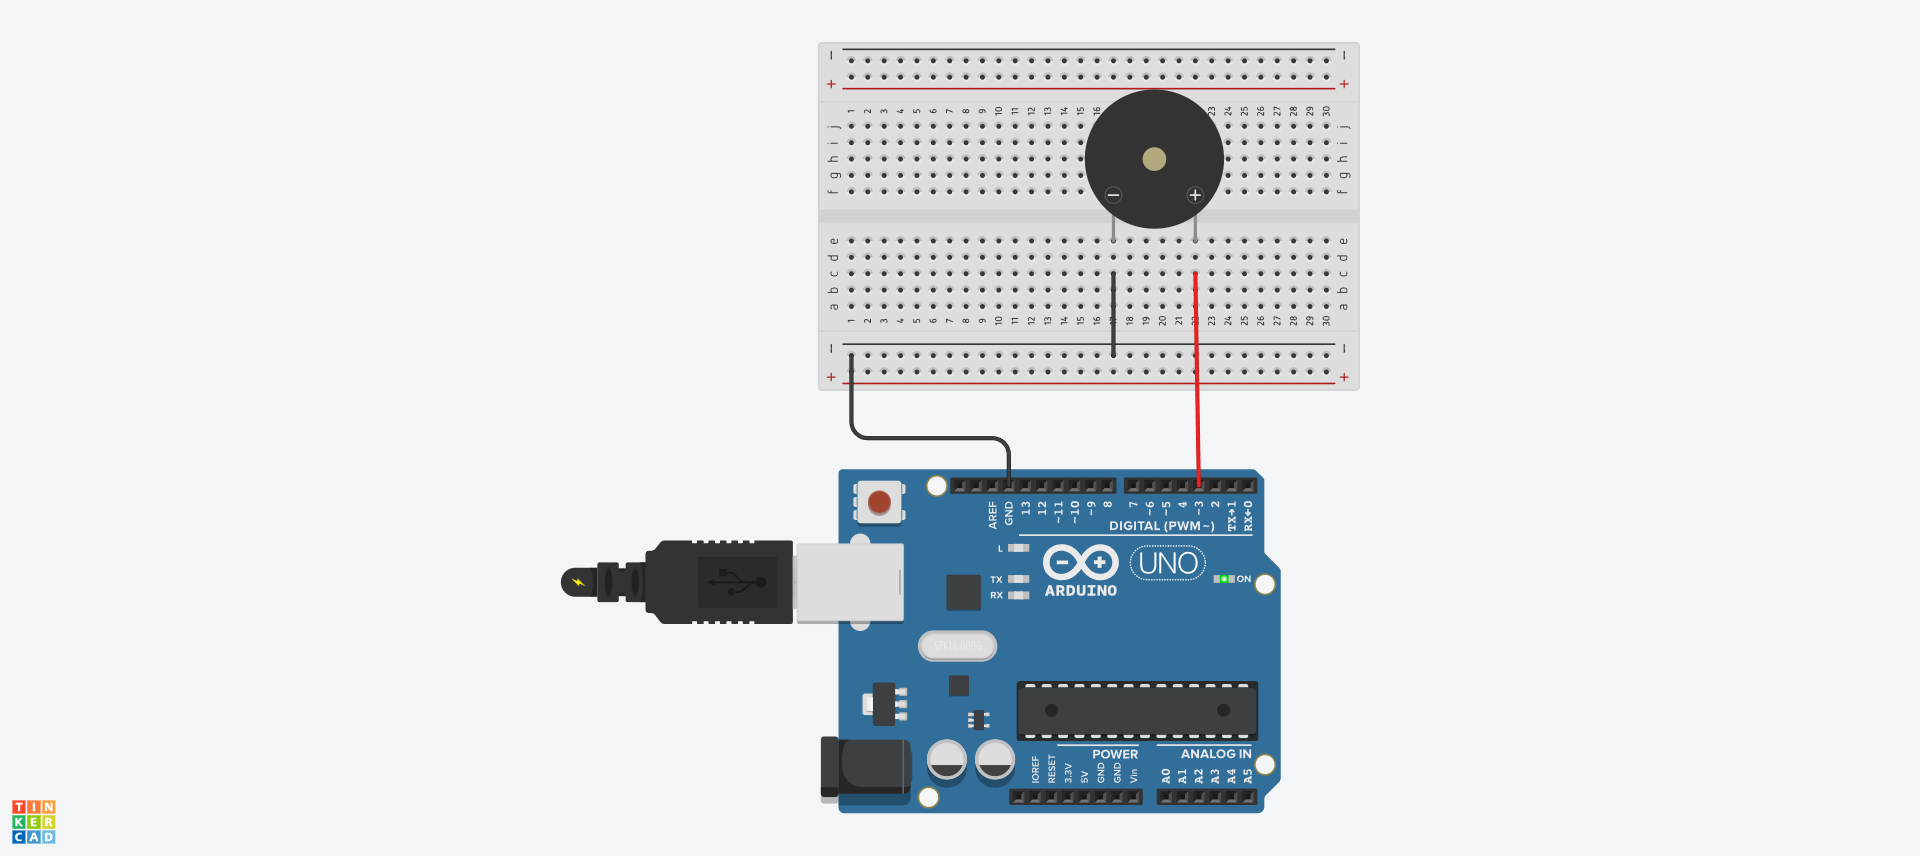 − −
+ +
1 2 3 4 5 6 7 8 9 10 11 12 13 14 15 16 23 24 25 26 27 28 29 30
j j
i i
h h
g g
f f
− +
e e
d d
c c
b b
a a
1 2 3 4 5 6 7 8 9 10 11 12 13 14 15 16 18 19 20 21 23 24 25 26 27 28 29 30
− −
+ +
AREF GND 13 12 ~11 ~10 ~9 8 7 ~6 ~5 4 ~3 2 TX→1 RX←0
DIGITAL (PWM ~)
L
UNO
TX
RX
ARDUINO
ON
POWER ANALOG IN
IOREF RESET 3.3V 5V GND GND Vin A0 A1 A2 A3 A4 A5
TIN
KER
CAD